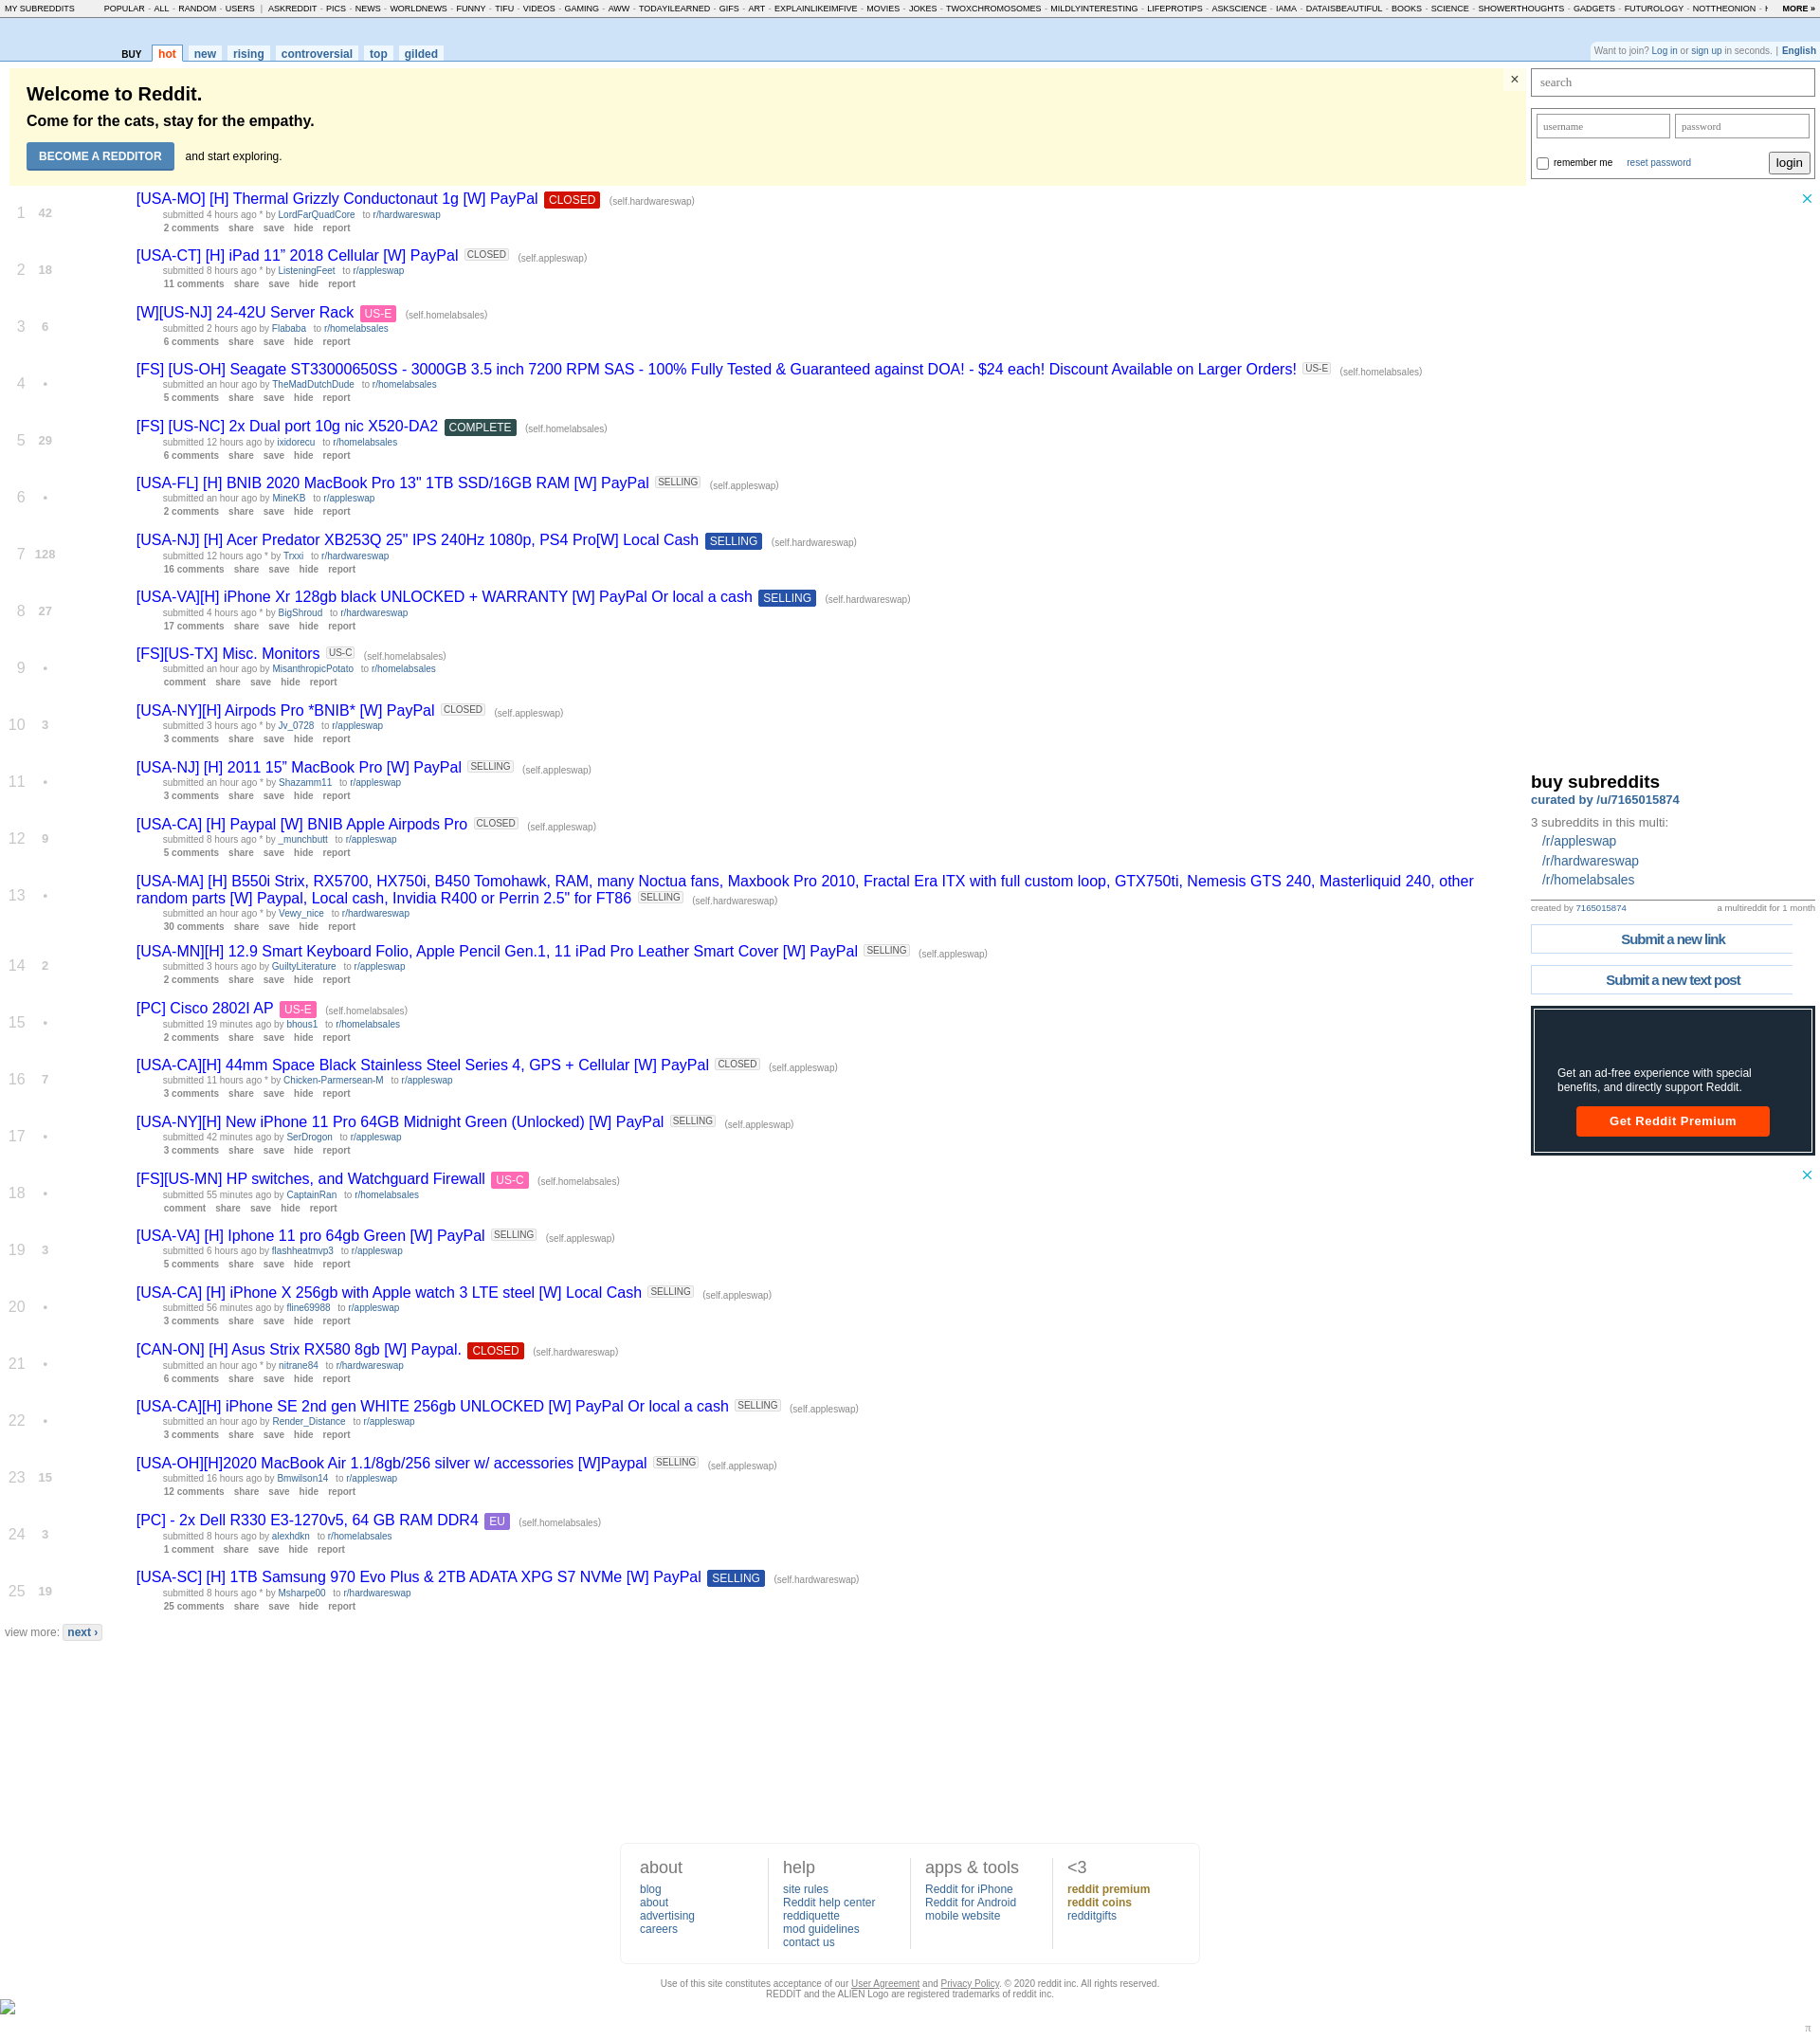 MY SUBREDDITS POPULAR - ALL - RANDOM - USERS | ASKREDDIT - PICS - NEWS - WORLDNEWS - FUNNY - TIFU - VIDEOS - GAMING - AWW - TODAYILEARNED - GIFS - ART - EXPLAINLIKEIMFIVE - MOVIES - JOKES - TWOXCHROMOSOMES - MILDLYINTERESTING - LIFEPROTIPS - ASKSCIENCE - IAMA - DATAISBEAUTIFUL - BOOKS - SCIENCE - SHOWERTHOUGHTS - GADGETS - FUTUROLOGY - NOTTHEONION - MORE »
BUY hot new rising controversial top gilded
Want to join? Log in or sign up in seconds. | English
Welcome to Reddit.
Come for the cats, stay for the empathy.
BECOME A REDDITOR and start exploring.
×
search
username password
remember me reset password login
1 42 [USA-MO] [H] Thermal Grizzly Conductonaut 1g [W] PayPal CLOSED (self.hardwareswap)
submitted 4 hours ago * by LordFarQuadCore to r/hardwareswap
2 comments share save hide report
2 18 [USA-CT] [H] iPad 11” 2018 Cellular [W] PayPal CLOSED (self.appleswap)
submitted 8 hours ago * by ListeningFeet to r/appleswap
11 comments share save hide report
3 6 [W][US-NJ] 24-42U Server Rack US-E (self.homelabsales)
submitted 2 hours ago by Flababa to r/homelabsales
6 comments share save hide report
4 • [FS] [US-OH] Seagate ST33000650SS - 3000GB 3.5 inch 7200 RPM SAS - 100% Fully Tested & Guaranteed against DOA! - $24 each! Discount Available on Larger Orders! US-E (self.homelabsales)
submitted an hour ago by TheMadDutchDude to r/homelabsales
5 comments share save hide report
5 29 [FS] [US-NC] 2x Dual port 10g nic X520-DA2 COMPLETE (self.homelabsales)
submitted 12 hours ago by ixidorecu to r/homelabsales
6 comments share save hide report
6 • [USA-FL] [H] BNIB 2020 MacBook Pro 13" 1TB SSD/16GB RAM [W] PayPal SELLING (self.appleswap)
submitted an hour ago by MineKB to r/appleswap
2 comments share save hide report
7 128 [USA-NJ] [H] Acer Predator XB253Q 25" IPS 240Hz 1080p, PS4 Pro[W] Local Cash SELLING (self.hardwareswap)
submitted 12 hours ago * by Trxxi to r/hardwareswap
16 comments share save hide report
8 27 [USA-VA][H] iPhone Xr 128gb black UNLOCKED + WARRANTY [W] PayPal Or local a cash SELLING (self.hardwareswap)
submitted 4 hours ago * by BigShroud to r/hardwareswap
17 comments share save hide report
9 • [FS][US-TX] Misc. Monitors US-C (self.homelabsales)
submitted an hour ago by MisanthropicPotato to r/homelabsales
comment share save hide report
10 3 [USA-NY][H] Airpods Pro *BNIB* [W] PayPal CLOSED (self.appleswap)
submitted 3 hours ago * by Jv_0728 to r/appleswap
3 comments share save hide report
11 • [USA-NJ] [H] 2011 15” MacBook Pro [W] PayPal SELLING (self.appleswap)
submitted an hour ago * by Shazamm11 to r/appleswap
3 comments share save hide report
12 9 [USA-CA] [H] Paypal [W] BNIB Apple Airpods Pro CLOSED (self.appleswap)
submitted 8 hours ago * by _munchbutt to r/appleswap
5 comments share save hide report
13 • [USA-MA] [H] B550i Strix, RX5700, HX750i, B450 Tomohawk, RAM, many Noctua fans, Maxbook Pro 2010, Fractal Era ITX with full custom loop, GTX750ti, Nemesis GTS 240, Masterliquid 240, other
random parts [W] Paypal, Local cash, Invidia R400 or Perrin 2.5" for FT86 SELLING (self.hardwareswap)
submitted an hour ago * by Vewy_nice to r/hardwareswap
30 comments share save hide report
14 2 [USA-MN][H] 12.9 Smart Keyboard Folio, Apple Pencil Gen.1, 11 iPad Pro Leather Smart Cover [W] PayPal SELLING (self.appleswap)
submitted 3 hours ago by GuiltyLiterature to r/appleswap
2 comments share save hide report
15 • [PC] Cisco 2802I AP US-E (self.homelabsales)
submitted 19 minutes ago by bhous1 to r/homelabsales
2 comments share save hide report
16 7 [USA-CA][H] 44mm Space Black Stainless Steel Series 4, GPS + Cellular [W] PayPal CLOSED (self.appleswap)
submitted 11 hours ago * by Chicken-Parmersean-M to r/appleswap
3 comments share save hide report
17 • [USA-NY][H] New iPhone 11 Pro 64GB Midnight Green (Unlocked) [W] PayPal SELLING (self.appleswap)
submitted 42 minutes ago by SerDrogon to r/appleswap
3 comments share save hide report
18 • [FS][US-MN] HP switches, and Watchguard Firewall US-C (self.homelabsales)
submitted 55 minutes ago by CaptainRan to r/homelabsales
comment share save hide report
19 3 [USA-VA] [H] Iphone 11 pro 64gb Green [W] PayPal SELLING (self.appleswap)
submitted 6 hours ago by flashheatmvp3 to r/appleswap
5 comments share save hide report
20 • [USA-CA] [H] iPhone X 256gb with Apple watch 3 LTE steel [W] Local Cash SELLING (self.appleswap)
submitted 56 minutes ago by fline69988 to r/appleswap
3 comments share save hide report
21 • [CAN-ON] [H] Asus Strix RX580 8gb [W] Paypal. CLOSED (self.hardwareswap)
submitted an hour ago * by nitrane84 to r/hardwareswap
6 comments share save hide report
22 • [USA-CA][H] iPhone SE 2nd gen WHITE 256gb UNLOCKED [W] PayPal Or local a cash SELLING (self.appleswap)
submitted an hour ago by Render_Distance to r/appleswap
3 comments share save hide report
23 15 [USA-OH][H]2020 MacBook Air 1.1/8gb/256 silver w/ accessories [W]Paypal SELLING (self.appleswap)
submitted 16 hours ago by Bmwilson14 to r/appleswap
12 comments share save hide report
24 3 [PC] - 2x Dell R330 E3-1270v5, 64 GB RAM DDR4 EU (self.homelabsales)
submitted 8 hours ago by alexhdkn to r/homelabsales
1 comment share save hide report
25 19 [USA-SC] [H] 1TB Samsung 970 Evo Plus & 2TB ADATA XPG S7 NVMe [W] PayPal SELLING (self.hardwareswap)
submitted 8 hours ago * by Msharpe00 to r/hardwareswap
25 comments share save hide report
view more: next ›
buy subreddits
curated by /u/7165015874
3 subreddits in this multi:
/r/appleswap
/r/hardwareswap
/r/homelabsales
created by 7165015874 a multireddit for 1 month
Submit a new link
Submit a new text post
Get an ad-free experience with special
benefits, and directly support Reddit.
Get Reddit Premium
about
blog
about
advertising
careers
help
site rules
Reddit help center
reddiquette
mod guidelines
contact us
apps & tools
Reddit for iPhone
Reddit for Android
mobile website
<3
reddit premium
reddit coins
redditgifts
Use of this site constitutes acceptance of our User Agreement and Privacy Policy. © 2020 reddit inc. All rights reserved.
REDDIT and the ALIEN Logo are registered trademarks of reddit inc.
π